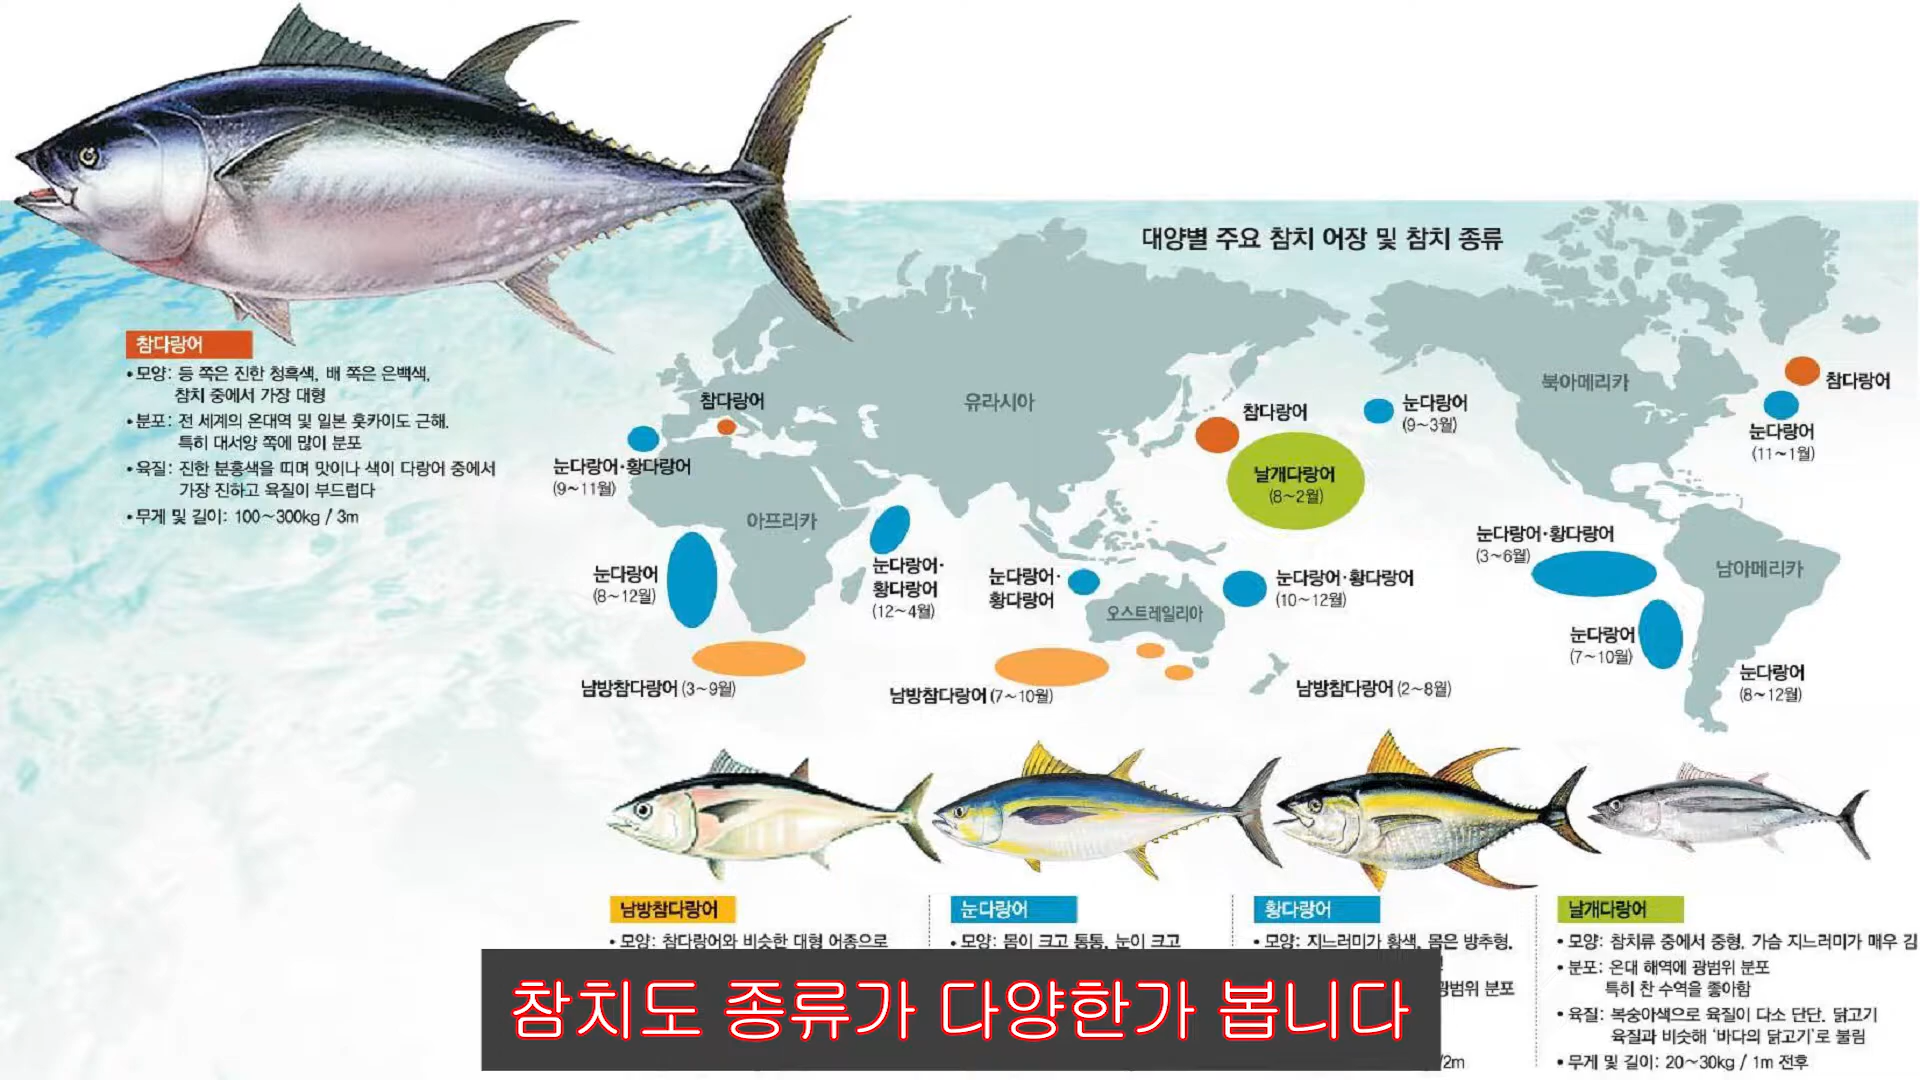 대양별 주요 참치 어장 및 참치 종류
참다랑어
• 모양: 등 쪽은 진한 청흑색, 배 쪽은 은백색,
참치 중에서 가장 대형
• 분포: 전 세계의 온대역 및 일본 홋카이도 근해.
특히 대서양 쪽에 많이 분포
• 육질: 진한 분홍색을 띠며 맛이나 색이 다랑어 중에서
가장 진하고 육질이 부드럽다
• 무게 및 길이: 100~300kg / 3m
참다랑어
유라시아
참다랑어
눈다랑어
(9~3월)
북아메리카
참다랑어
눈다랑어
(11~1월)
눈다랑어·황다랑어
(9~11월)
날개다랑어
(8~2월)
아프리카
눈다랑어
(8~12월)
눈다랑어·
황다랑어
(12~4월)
눈다랑어·
황다랑어
오스트레일리아
눈다랑어·황다랑어
(10~12월)
눈다랑어·황다랑어
(3~6월)
남아메리카
눈다랑어
(7~10월)
눈다랑어
(8~12월)
남방참다랑어 (3~9월)
남방참다랑어 (7~10월)
남방참다랑어 (2~8월)
남방참다랑어
• 모양: 참다랑어와 비슷한 대형 어종으로
눈다랑어
• 모양: 몸이 크고 통통, 눈이 크고
황다랑어
• 모양: 지느러미가 황색, 몸은 방추형,
광범위 분포
/2m
날개다랑어
• 모양: 참치류 중에서 중형, 가슴 지느러미가 매우 김
• 분포: 온대 해역에 광범위 분포
특히 찬 수역을 좋아함
• 육질: 복숭아색으로 육질이 다소 단단. 닭고기
육질과 비슷해 '바다의 닭고기'로 불림
• 무게 및 길이: 20~30kg / 1m 전후
참치도 종류가 다양한가 봅니다